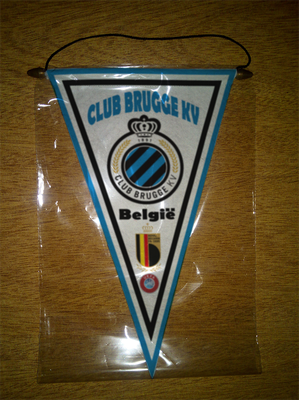 CLUB BRUGGE KV
1891
CLUB BRUGGE K.V.
België